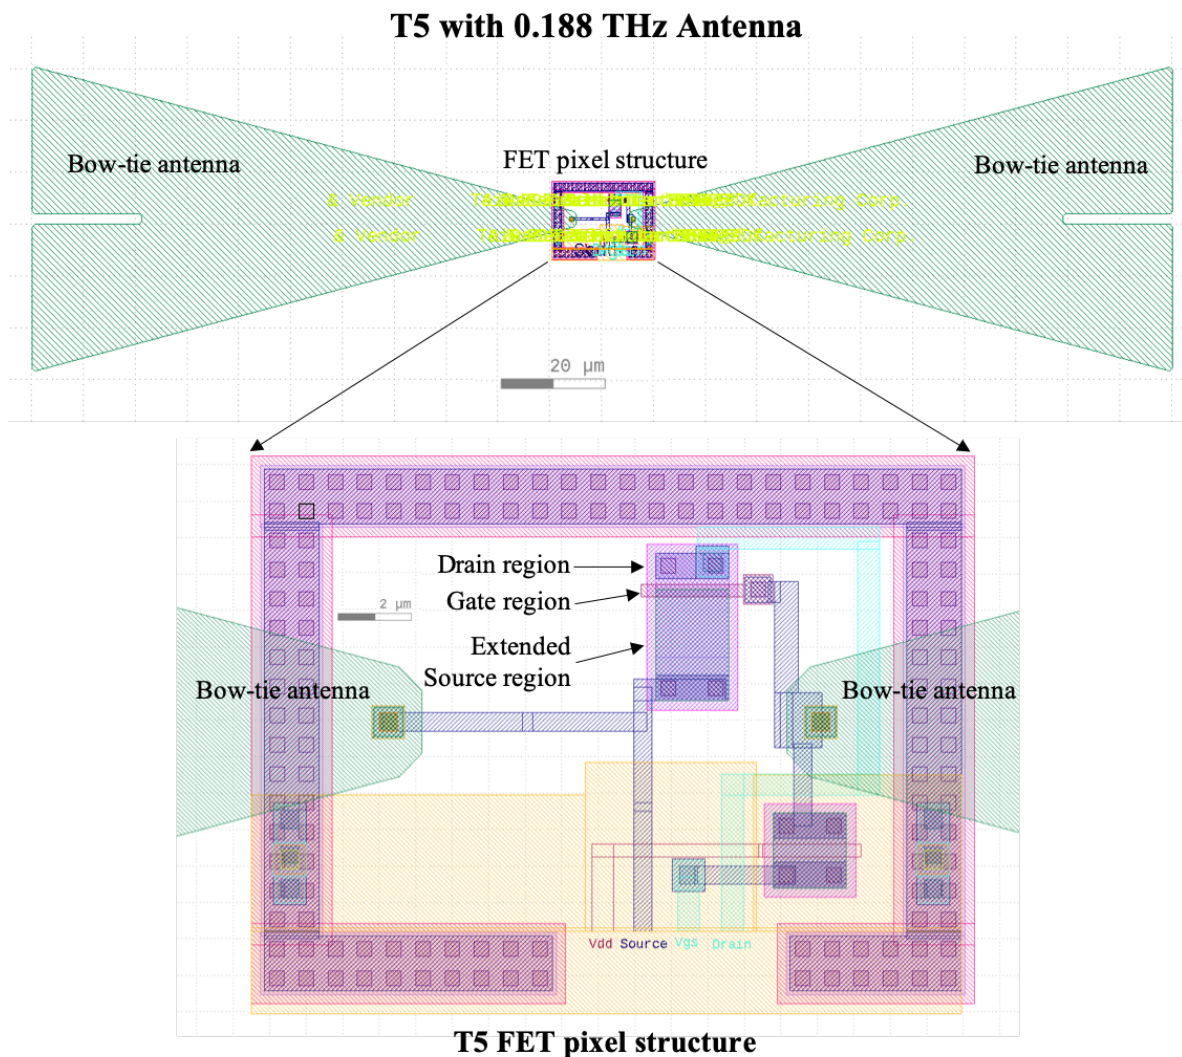 T5 with 0.188 THz Antenna
Bow-tie antenna
FET pixel structure
Bow-tie antenna
& Vendor
acturing Corp.
& Vendor
acturing Corp.
20 µm
Drain region
Gate region
2 µm
Extended
Source region
Bow-tie antenna
Bow-tie antenna
Vdd Source Vgs Drain
T5 FET pixel structure